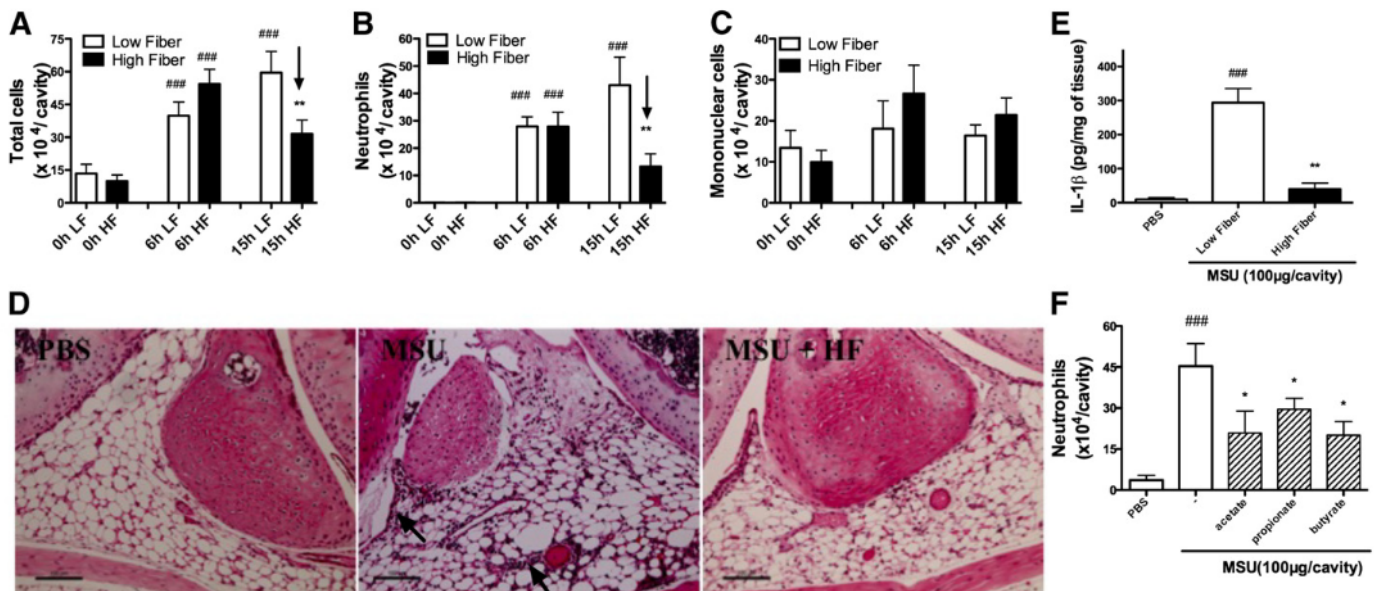 A
Total cells
(x 10⁴/ cavity)
75
60
45
30
15
0
Low Fiber
High Fiber
###
###
###
**
0h LF
0h HF
6h LF
6h HF
15h LF
15h HF
B
Neutrophils
(x 10⁴/ cavity)
60
50
40
30
20
10
0
Low Fiber
High Fiber
###
###
###
**
0h LF
0h HF
6h LF
6h HF
15h LF
15h HF
C
Mononuclear cells
(x 10⁴/ cavity)
40
30
20
10
0
Low Fiber
High Fiber
0h LF
0h HF
6h LF
6h HF
15h LF
15h HF
E
IL-1β (pg/mg of tissue)
400
300
200
100
0
###
**
PBS
Low Fiber
High Fiber
MSU (100µg/cavity)
D
PBS
MSU
MSU + HF
F
Neutrophils
(x10⁴/cavity)
60
45
30
15
0
###
*
*
*
PBS
-
acetate
propionate
butyrate
MSU(100µg/cavity)